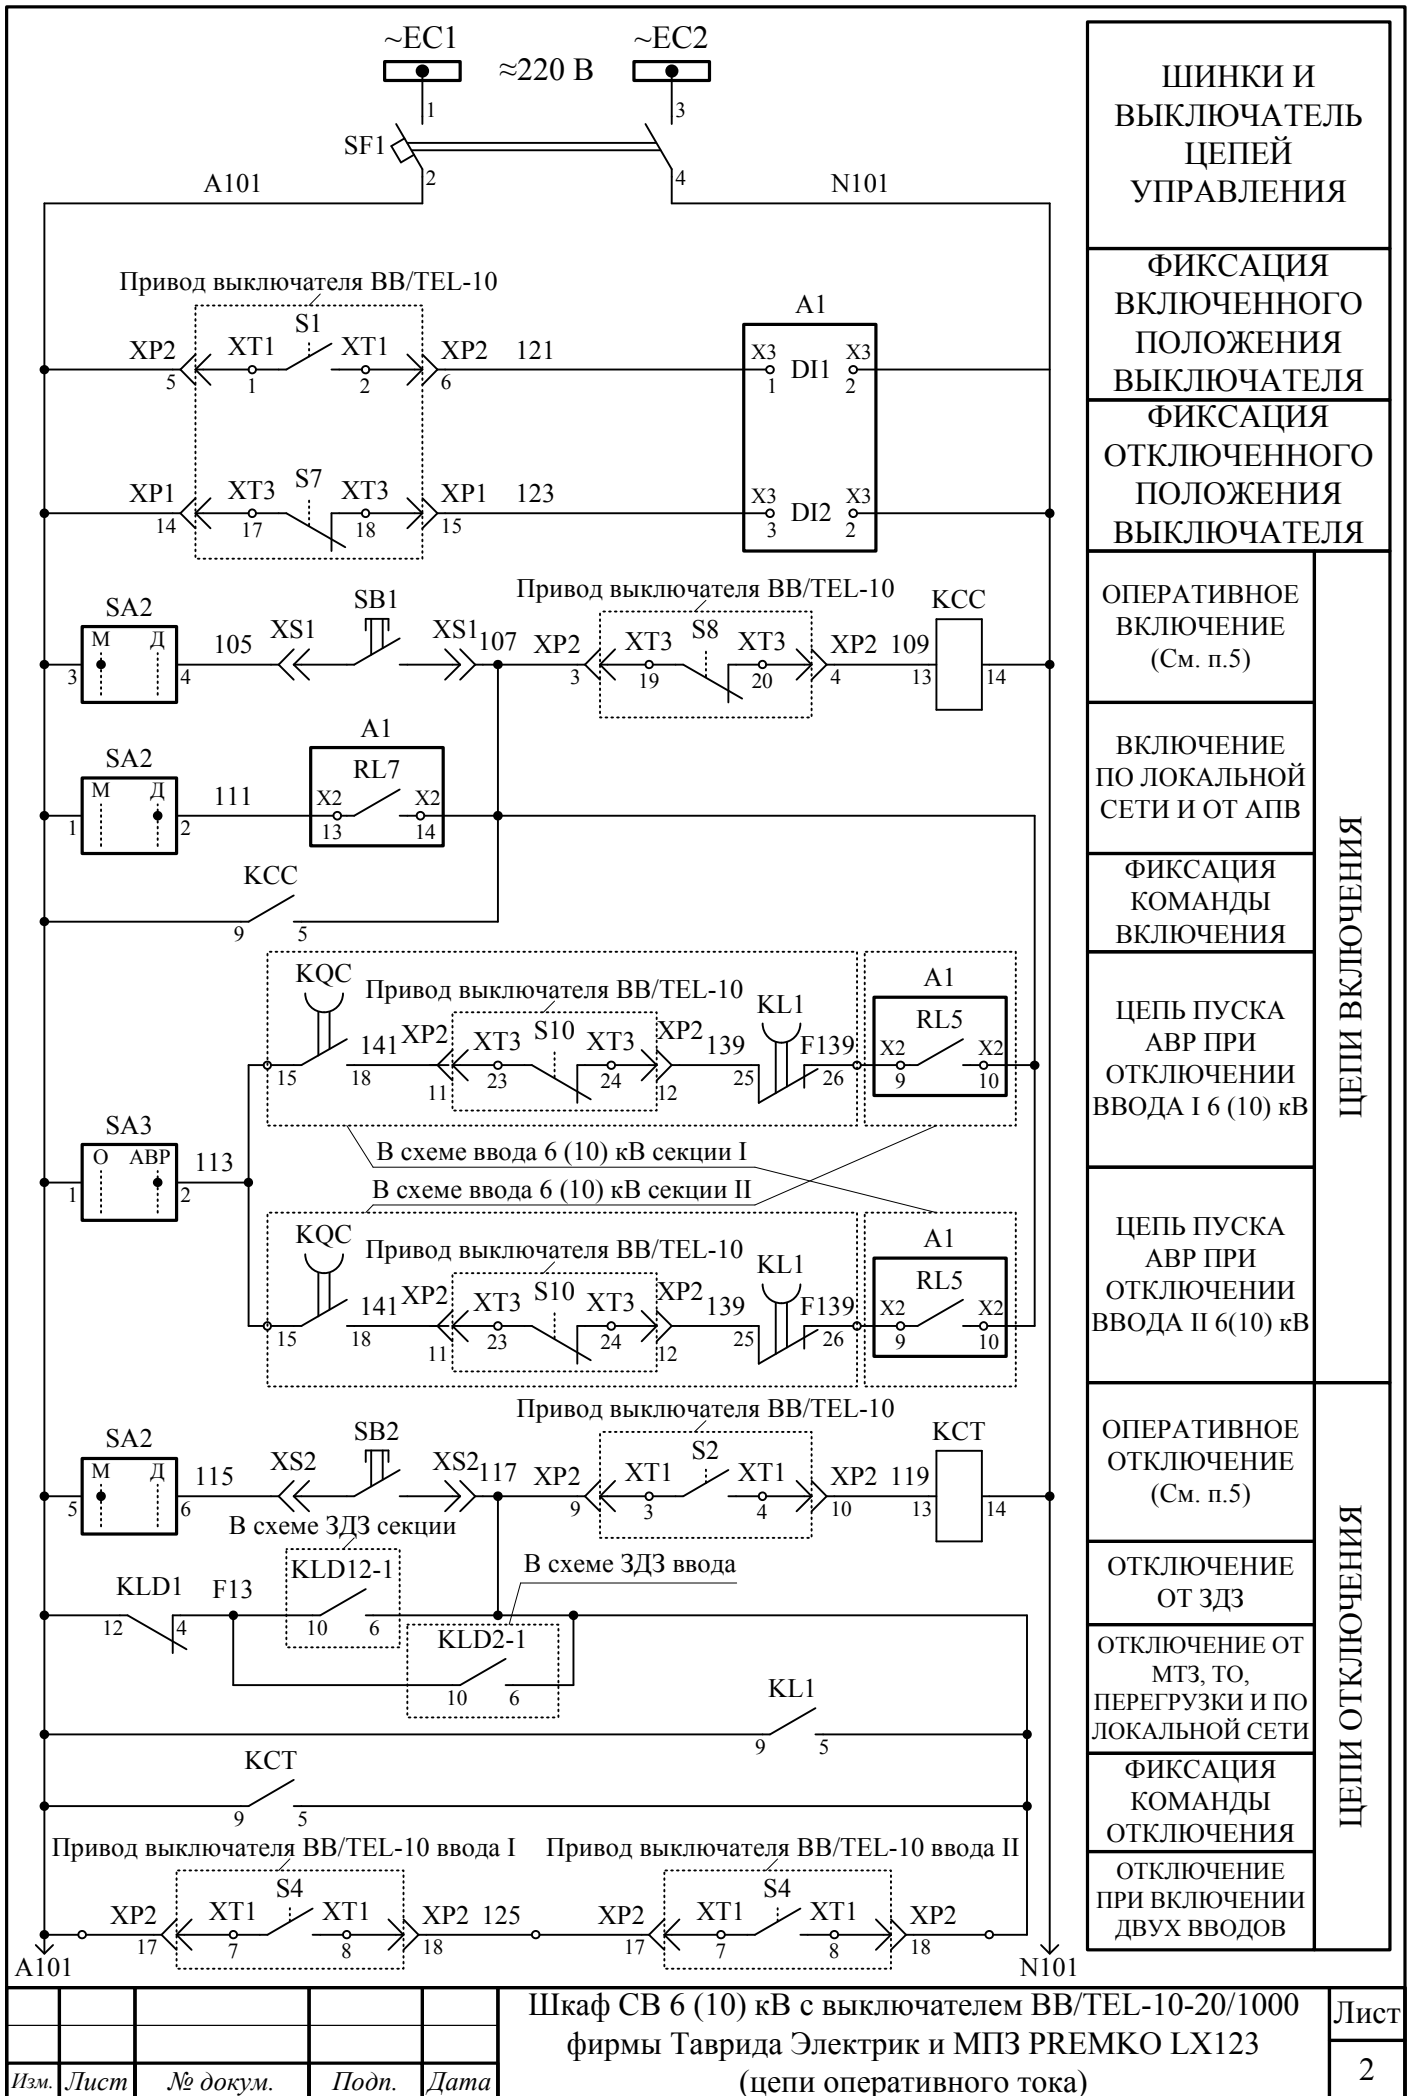 ~EC1
≈220 В
~EC2
1
3
SF1
2
4
A101
N101
ШИНКИ И
ВЫКЛЮЧАТЕЛЬ
ЦЕПЕЙ
УПРАВЛЕНИЯ
Привод выключателя ВВ/TEL-10
S1
A1
XP2 XT1 XT1 XP2 121
X3 DI1 X3
5 1 2 6 1 2
ФИКСАЦИЯ
ВКЛЮЧЕННОГО
ПОЛОЖЕНИЯ
ВЫКЛЮЧАТЕЛЯ
S7
XP1 XT3 XT3 XP1 123
X3 DI2 X3
14 17 18 15 3 2
ФИКСАЦИЯ
ОТКЛЮЧЕННОГО
ПОЛОЖЕНИЯ
ВЫКЛЮЧАТЕЛЯ
Привод выключателя ВВ/TEL-10
SA2 SB1 S8 KCC
М Д 105 XS1 XS1 107 XP2 XT3 XT3 XP2 109
3 4 3 19 20 4 13 14
ОПЕРАТИВНОЕ
ВКЛЮЧЕНИЕ
(См. п.5)
SA2 A1
М Д 111 RL7
X2 X2
1 2 13 14
ВКЛЮЧЕНИЕ
ПО ЛОКАЛЬНОЙ
СЕТИ И ОТ АПВ
KCC
9 5
ФИКСАЦИЯ
КОМАНДЫ
ВКЛЮЧЕНИЯ
ЦЕПИ ВКЛЮЧЕНИЯ
KQC
Привод выключателя ВВ/TEL-10
KL1
A1
RL5
141 XP2 XT3 S10 XT3 XP2 139 F139 X2 X2
15 18 11 23 24 12 25 26 9 10
ЦЕПЬ ПУСКА
АВР ПРИ
ОТКЛЮЧЕНИИ
ВВОДА I 6 (10) кВ
SA3
О АВР 113
1 2
В схеме ввода 6 (10) кВ секции I
В схеме ввода 6 (10) кВ секции II
KQC
Привод выключателя ВВ/TEL-10
KL1
A1
RL5
141 XP2 XT3 S10 XT3 XP2 139 F139 X2 X2
15 18 11 23 24 12 25 26 9 10
ЦЕПЬ ПУСКА
АВР ПРИ
ОТКЛЮЧЕНИИ
ВВОДА II 6(10) кВ
Привод выключателя ВВ/TEL-10
SA2 SB2 S2 KCT
М Д 115 XS2 XS2 117 XP2 XT1 XT1 XP2 119
5 6 9 3 4 10 13 14
ОПЕРАТИВНОЕ
ОТКЛЮЧЕНИЕ
(См. п.5)
В схеме ЗДЗ секции
В схеме ЗДЗ ввода
KLD1 F13 KLD12-1
12 4 10 6
ОТКЛЮЧЕНИЕ
ОТ ЗДЗ
KLD2-1
10 6
KL1
9 5
ОТКЛЮЧЕНИЕ ОТ
МТЗ, ТО,
ПЕРЕГРУЗКИ И ПО
ЛОКАЛЬНОЙ СЕТИ
KCT
9 5
ФИКСАЦИЯ
КОМАНДЫ
ОТКЛЮЧЕНИЯ
ЦЕПИ ОТКЛЮЧЕНИЯ
Привод выключателя ВВ/TEL-10 ввода I
Привод выключателя ВВ/TEL-10 ввода II
S4 S4
XP2 XT1 XT1 XP2 125 XP2 XT1 XT1 XP2
17 7 8 18 17 7 8 18
ОТКЛЮЧЕНИЕ
ПРИ ВКЛЮЧЕНИИ
ДВУХ ВВОДОВ
A101
N101
Шкаф СВ 6 (10) кВ с выключателем ВВ/TEL-10-20/1000
фирмы Таврида Электрик и МПЗ PREMKO LX123
(цепи оперативного тока)
Лист
2
Изм. Лист № докум. Подп. Дата